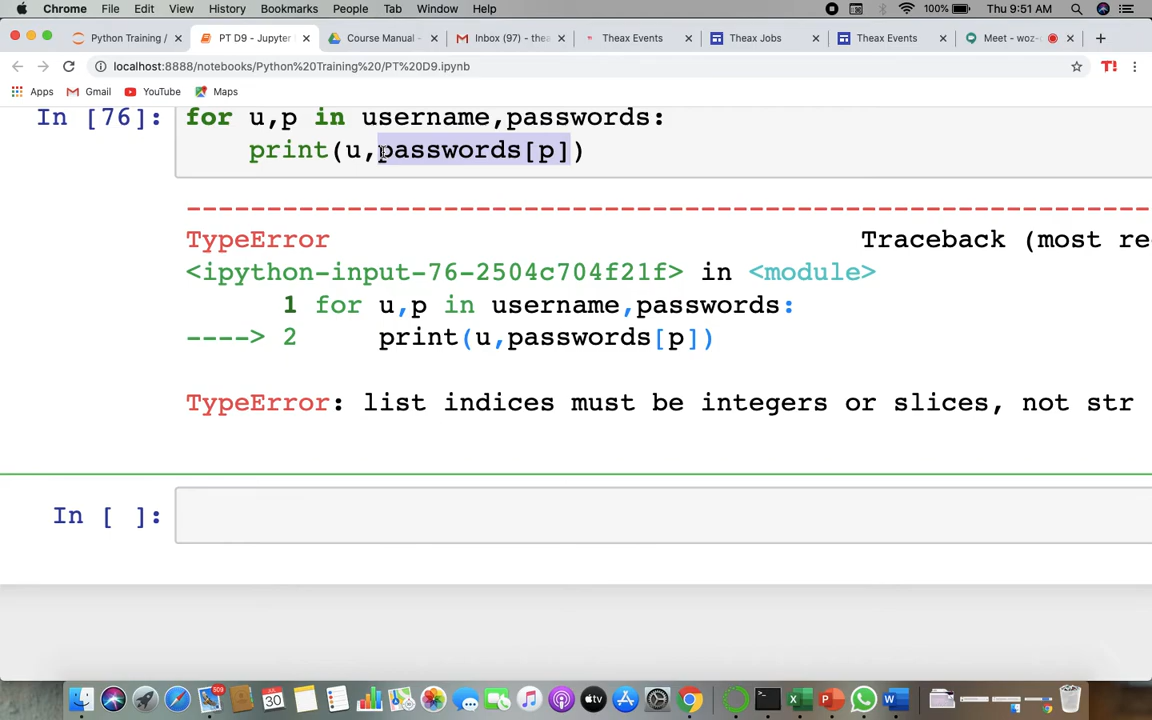 Chrome File Edit View History Bookmarks People Tab Window Help 100% Thu 9:51 AM
Python Training / PT D9 - Jupyter Course Manual - Inbox (97) - thea Theax Events Theax Jobs Theax Events Meet - woz-
localhost:8888/notebooks/Python%20Training%20/PT%20D9.ipynb T!
Apps Gmail YouTube Maps
In [76]: for u,p in username,passwords:
print(u,passwords[p])
TypeError Traceback (most re
<ipython-input-76-2504c704f21f> in <module>
1 for u,p in username,passwords:
----> 2 print(u,passwords[p])
TypeError: list indices must be integers or slices, not str
In [ ]:
509 30 tv